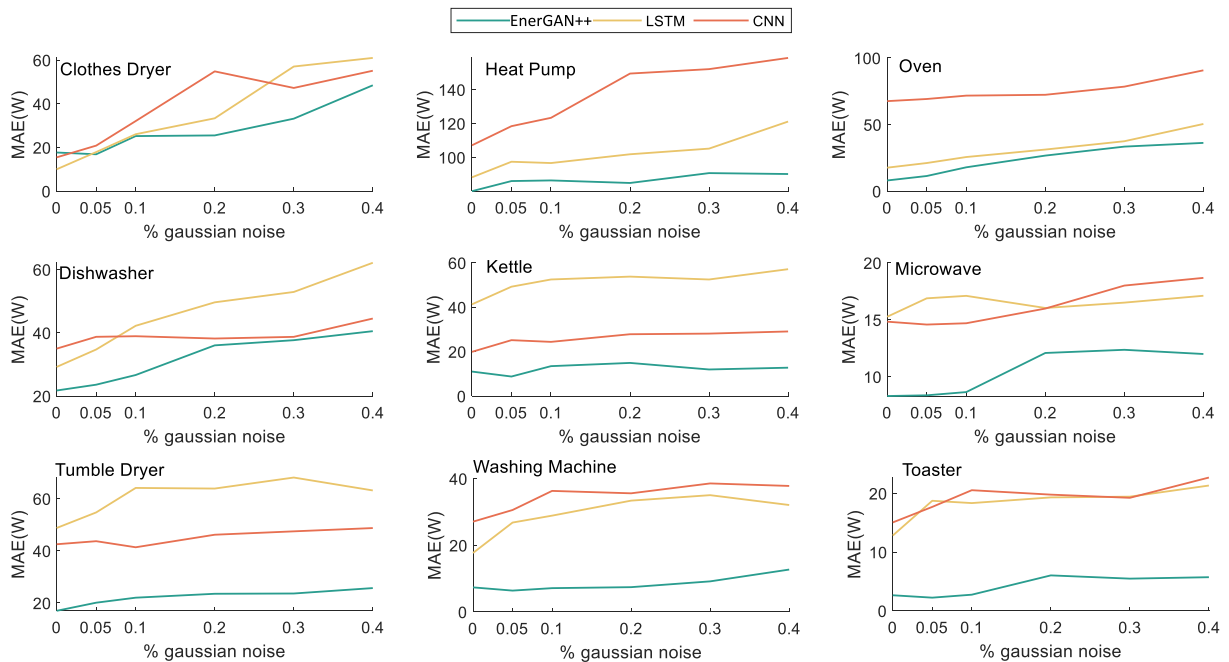 EnerGAN++ LSTM CNN
Clothes Dryer
60
40
20
0
MAE(W)
0 0.05 0.1 0.2 0.3 0.4
% gaussian noise
Heat Pump
140
120
100
MAE(W)
0 0.05 0.1 0.2 0.3 0.4
% gaussian noise
Oven
100
50
0
MAE(W)
0 0.05 0.1 0.2 0.3 0.4
% gaussian noise
Dishwasher
60
40
20
MAE(W)
0 0.05 0.1 0.2 0.3 0.4
% gaussian noise
Kettle
60
40
20
0
MAE(W)
0 0.05 0.1 0.2 0.3 0.4
% gaussian noise
Microwave
20
15
10
MAE(W)
0 0.05 0.1 0.2 0.3 0.4
% gaussian noise
Tumble Dryer
60
40
20
MAE(W)
0 0.05 0.1 0.2 0.3 0.4
% gaussian noise
Washing Machine
40
20
0
MAE(W)
0 0.05 0.1 0.2 0.3 0.4
% gaussian noise
Toaster
20
10
0
MAE(W)
0 0.05 0.1 0.2 0.3 0.4
% gaussian noise